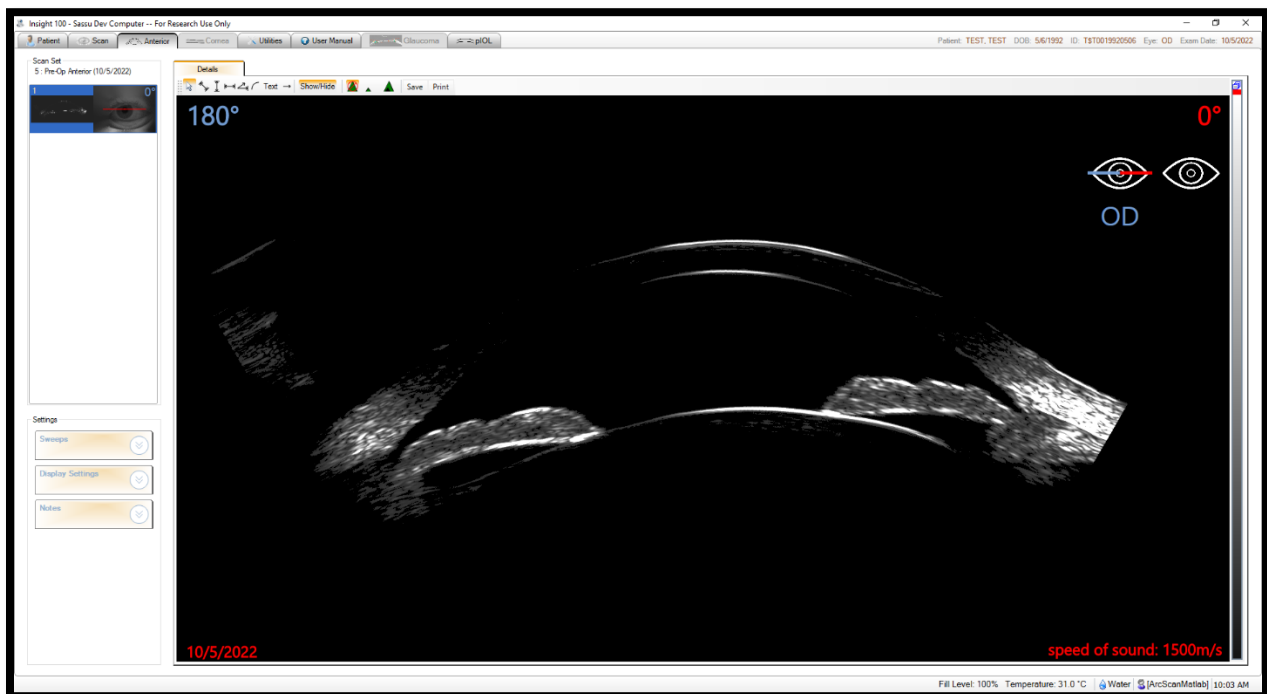 Insight 100 - Sassu Dev Computer -- For Research Use Only
Patient Scan Anterior Cornea Utilities User Manual Glaucoma pIOL
Patient: TEST, TEST DOB: 5/6/1992 ID: T$T0019920506 Eye: OD Exam Date: 10/5/2022
Scan Set
5 : Pre-Op Anterior (10/5/2022)
1 0°
Details
Text Show/Hide Save Print
180° 0°
OD
Settings
Sweeps
Display Settings
Notes
10/5/2022 speed of sound: 1500m/s
Fill Level: 100% Temperature: 31.0 °C Water [ArcScanMatlab] 10:03 AM